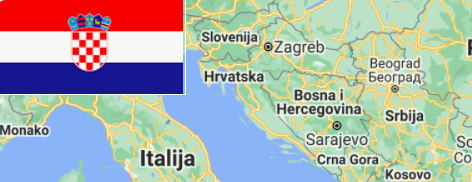 Slovenija
Zagreb
Hrvatska
Beograd
Београд
Bosna i
Hercegovina
Srbija
Monako
Sarajevo
Italija
Crna Gora
Kosovo